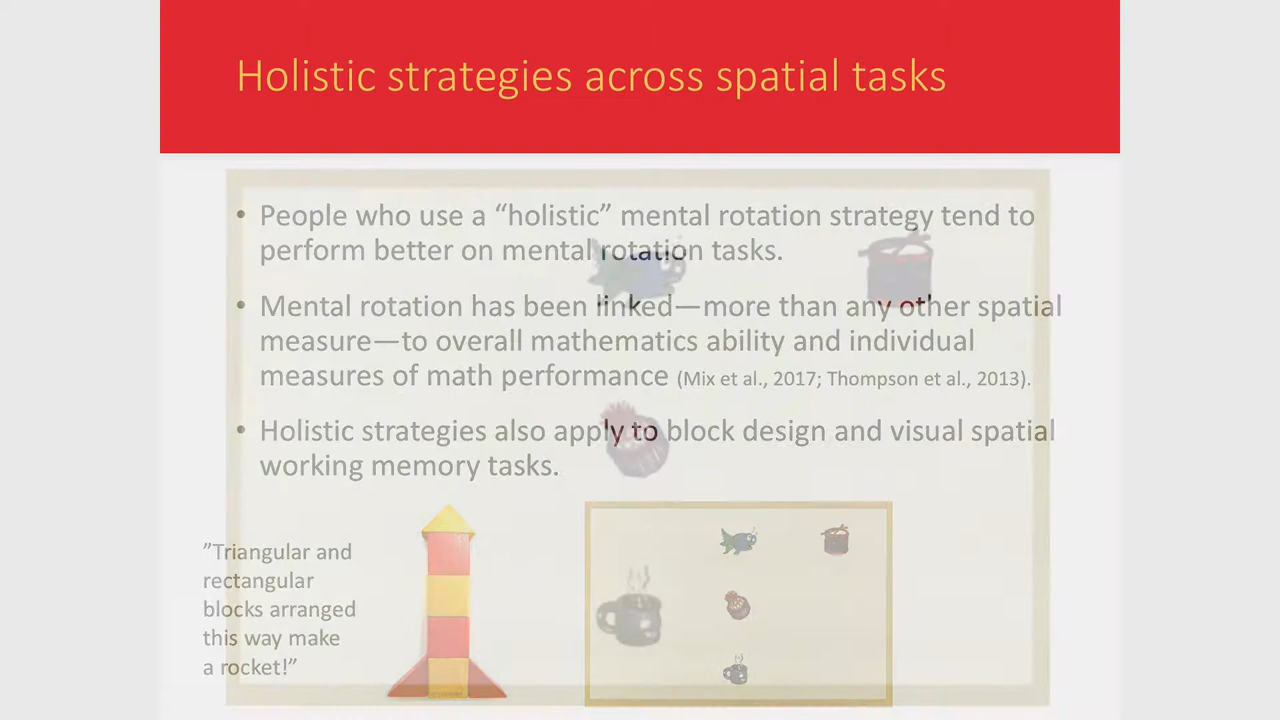 Holistic strategies across spatial tasks
• People who use a “holistic” mental rotation strategy tend to
perform better on mental rotation tasks.
• Mental rotation has been linked—more than any other spatial
measure—to overall mathematics ability and individual
measures of math performance (Mix et al., 2017; Thompson et al., 2013).
• Holistic strategies also apply to block design and visual spatial
working memory tasks.
”Triangular and
rectangular
blocks arranged
this way make
a rocket!”